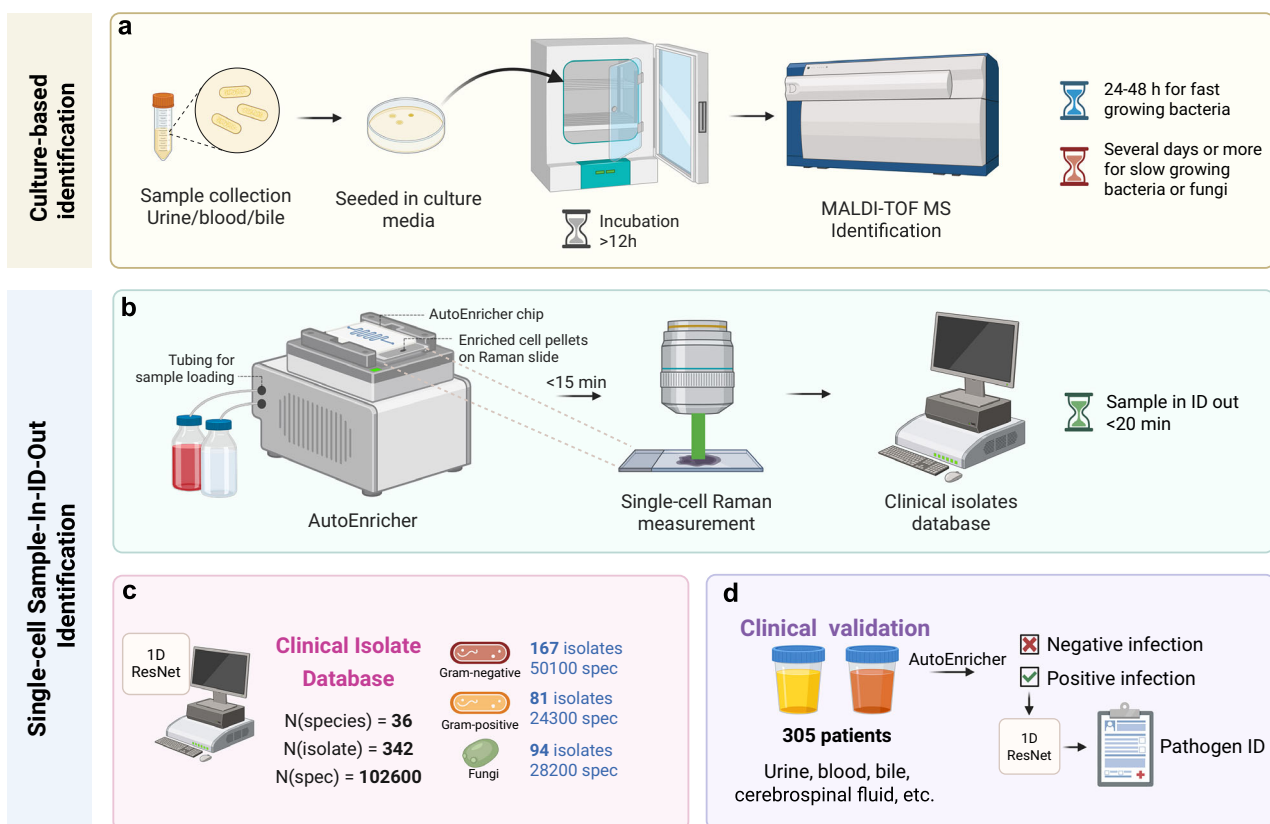 Culture-based
identification
a
Sample collection
Urine/blood/bile
Seeded in culture
media
Incubation
>12h
MALDI-TOF MS
Identification
24-48 h for fast
growing bacteria
Several days or more
for slow growing
bacteria or fungi
Single-cell Sample-In-ID-Out
Identification
b
AutoEnricher chip
Enriched cell pellets
on Raman slide
Tubing for
sample loading
<15 min
AutoEnricher
Single-cell Raman
measurement
Clinical isolates
database
Sample in ID out
<20 min
c
1D
ResNet
Clinical Isolate
Database
N(species) = 36
N(isolate) = 342
N(spec) = 102600
Gram-negative
167 isolates
50100 spec
Gram-positive
81 isolates
24300 spec
Fungi
94 isolates
28200 spec
d
Clinical validation
305 patients
Urine, blood, bile,
cerebrospinal fluid, etc.
AutoEnricher
Negative infection
Positive infection
1D
ResNet
Pathogen ID